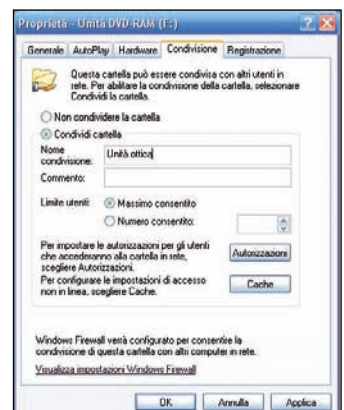 Proprietà - Unità DVD-RAM (F:)
Generale AutoPlay Hardware Condivisione Registrazione
Questa cartella può essere condivisa con altri utenti in
rete. Per abilitare la condivisione della cartella, selezionare
Condividi la cartella.
Non condividere la cartella
Condividi cartella
Nome
condivisione:
Unità ottica
Commento:
Limite utenti:
Massimo consentito
Numero consentito:
Per impostare le autorizzazioni per gli utenti
che accederanno alla cartella in rete,
scegliere Autorizzazioni.
Autorizzazioni
Per configurare le impostazioni di accesso
non in linea, scegliere Cache.
Cache
Windows Firewall verrà configurato per consentire la
condivisione di questa cartella con altri computer in rete.
Visualizza impostazioni Windows Firewall
OK Annulla Applica